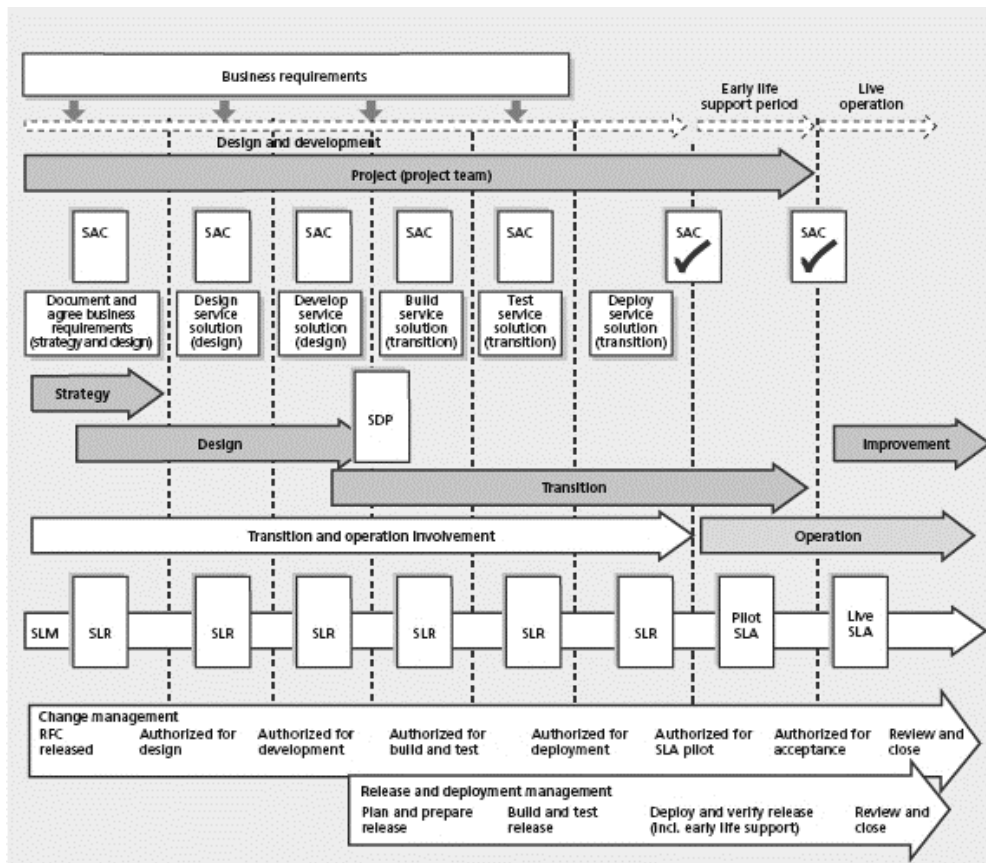 Business requirements
Early life
support period
Live
operation
Design and development
Project (project team)
SAC
SAC
SAC
SAC
SAC
SAC
SAC
Document and
agree business
requirements
(strategy and design)
Design
service
solution
(design)
Develop
service
solution
(design)
Build
service
solution
(transition)
Test
service
solution
(transition)
Deploy
service
solution
(transition)
Strategy
SDP
Design
Improvement
Transition
Transition and operation involvement
Operation
SLM
SLR
SLR
SLR
SLR
SLR
SLR
Pilot
SLA
Live
SLA
Change management
RFC
released
Authorized for
design
Authorized for
development
Authorized for
build and test
Authorized for
deployment
Authorized for
SLA pilot
Authorized for
acceptance
Review and
close
Release and deployment management
Plan and prepare
release
Build and test
release
Deploy and verify release
(incl. early life support)
Review and
close